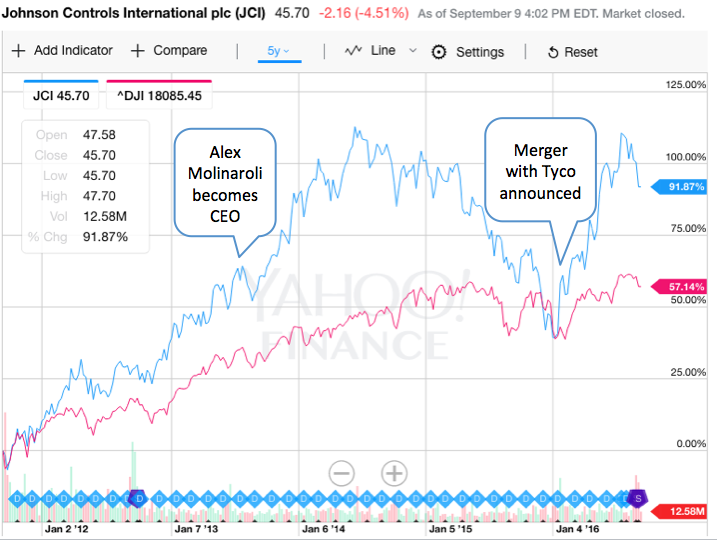 Johnson Controls International plc (JCI) 45.70 -2.16 (-4.51%) As of September 9 4:02 PM EDT. Market closed.
+ Add Indicator + Compare 5y Line Settings Reset
JCI 45.70 ^DJI 18085.45
125.00%
Open 47.58
Close 45.70
Low 45.70
High 47.70
Vol 12.58M
% Chg 91.87%
Alex
Molinaroli
becomes
CEO
Merger
with Tyco
announced
100.00%
91.87%
75.00%
57.14%
50.00%
YAHOO!
FINANCE
25.00%
0.00%
D D D D D D D D D D D D D D D D D D D D D D D D D D D D D D D D D D D S
12.58M
Jan 2 '12 Jan 7 '13 Jan 6 '14 Jan 5 '15 Jan 4 '16